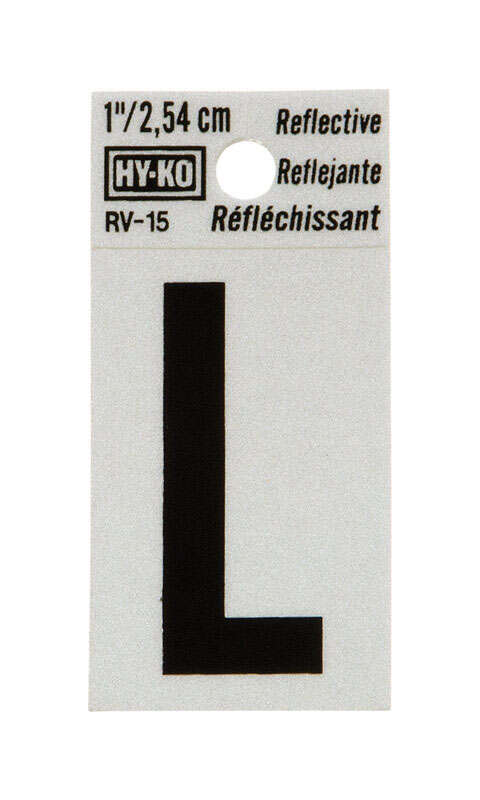 1"/2,54 cm Reflective
HY-KO Reflejante
RV-15 Réfléchissant
L